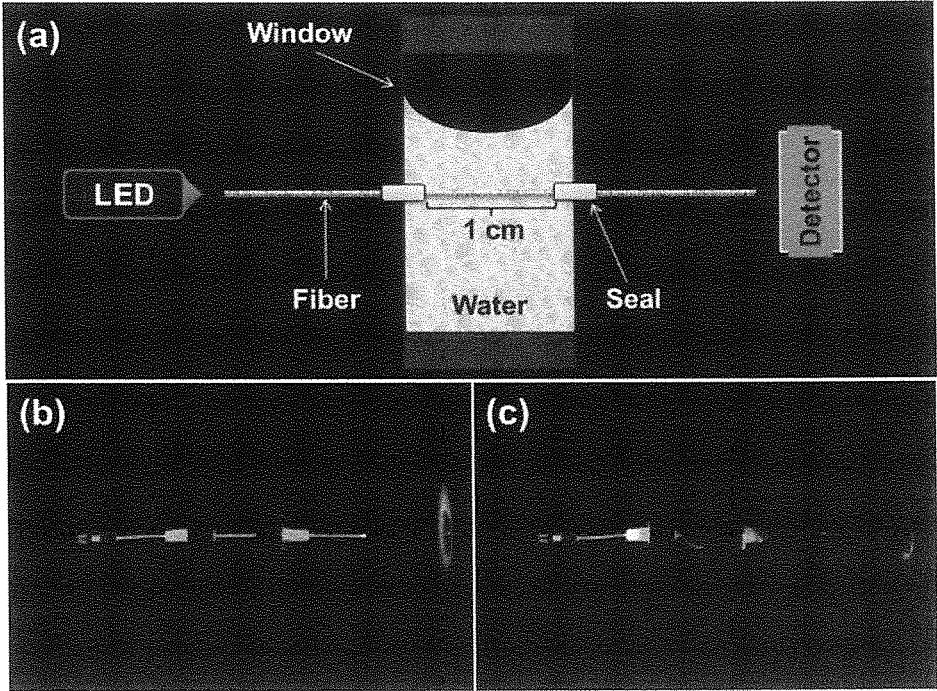 (a)
Window
LED
Detector
1 cm
Fiber
Water
Seal
(b)
(c)